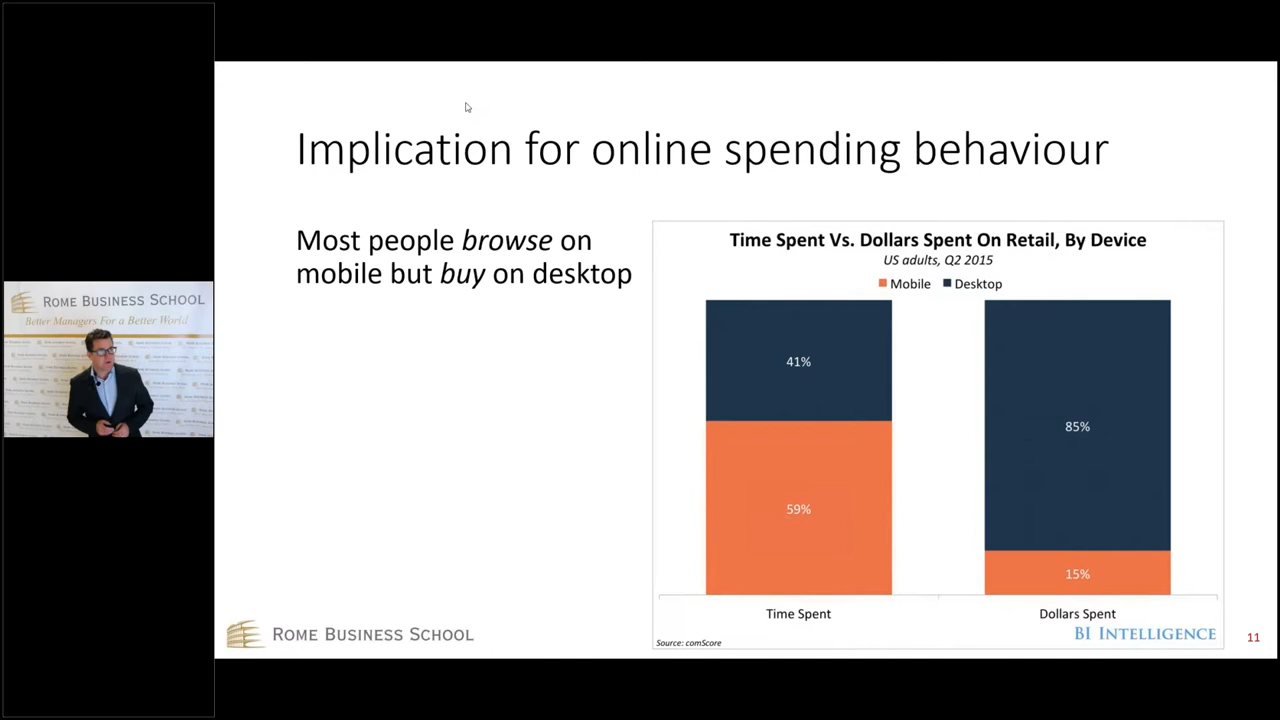 Implication for online spending behaviour
Most people browse on
mobile but buy on desktop
Time Spent Vs. Dollars Spent On Retail, By Device
US adults, Q2 2015
Mobile Desktop
41%
59%
85%
15%
Time Spent
Dollars Spent
Source: comScore
BI INTELLIGENCE
ROME BUSINESS SCHOOL
11
ROME BUSINESS SCHOOL
Better Managers For a Better World